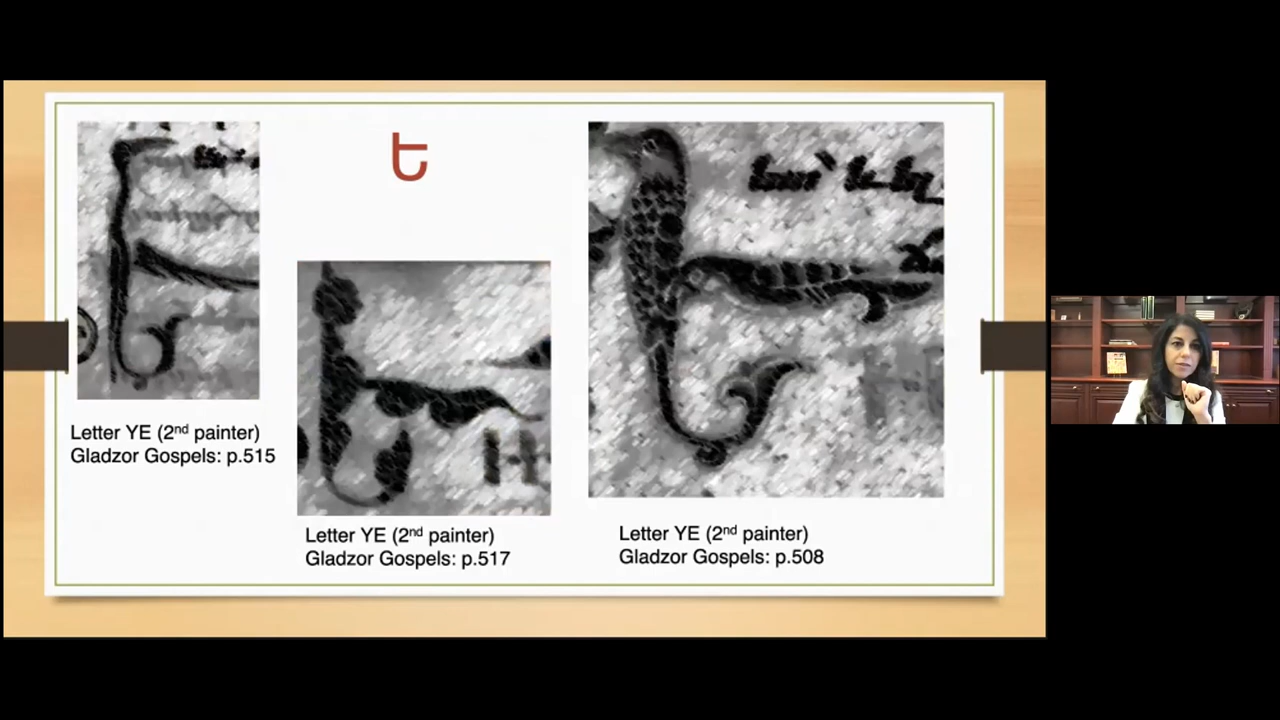 Ե
Letter YE (2nd painter)
Gladzor Gospels: p.515
Letter YE (2nd painter)
Gladzor Gospels: p.517
Letter YE (2nd painter)
Gladzor Gospels: p.508